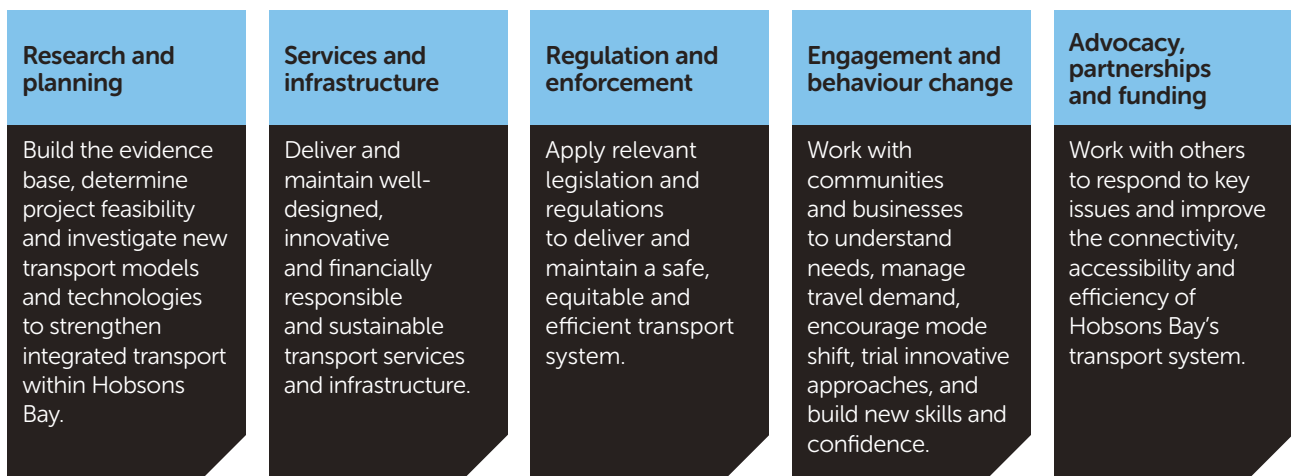 Research and
planning
Build the evidence
base, determine
project feasibility
and investigate new
transport models
and technologies
to strengthen
integrated transport
within Hobsons
Bay.
Services and
infrastructure
Deliver and
maintain well-
designed,
innovative
and financially
responsible
and sustainable
transport services
and infrastructure.
Regulation and
enforcement
Apply relevant
legislation and
regulations
to deliver and
maintain a safe,
equitable and
efficient transport
system.
Engagement and
behaviour change
Work with
communities
and businesses
to understand
needs, manage
travel demand,
encourage mode
shift, trial innovative
approaches, and
build new skills and
confidence.
Advocacy,
partnerships
and funding
Work with others
to respond to key
issues and improve
the connectivity,
accessibility and
efficiency of
Hobsons Bay’s
transport system.